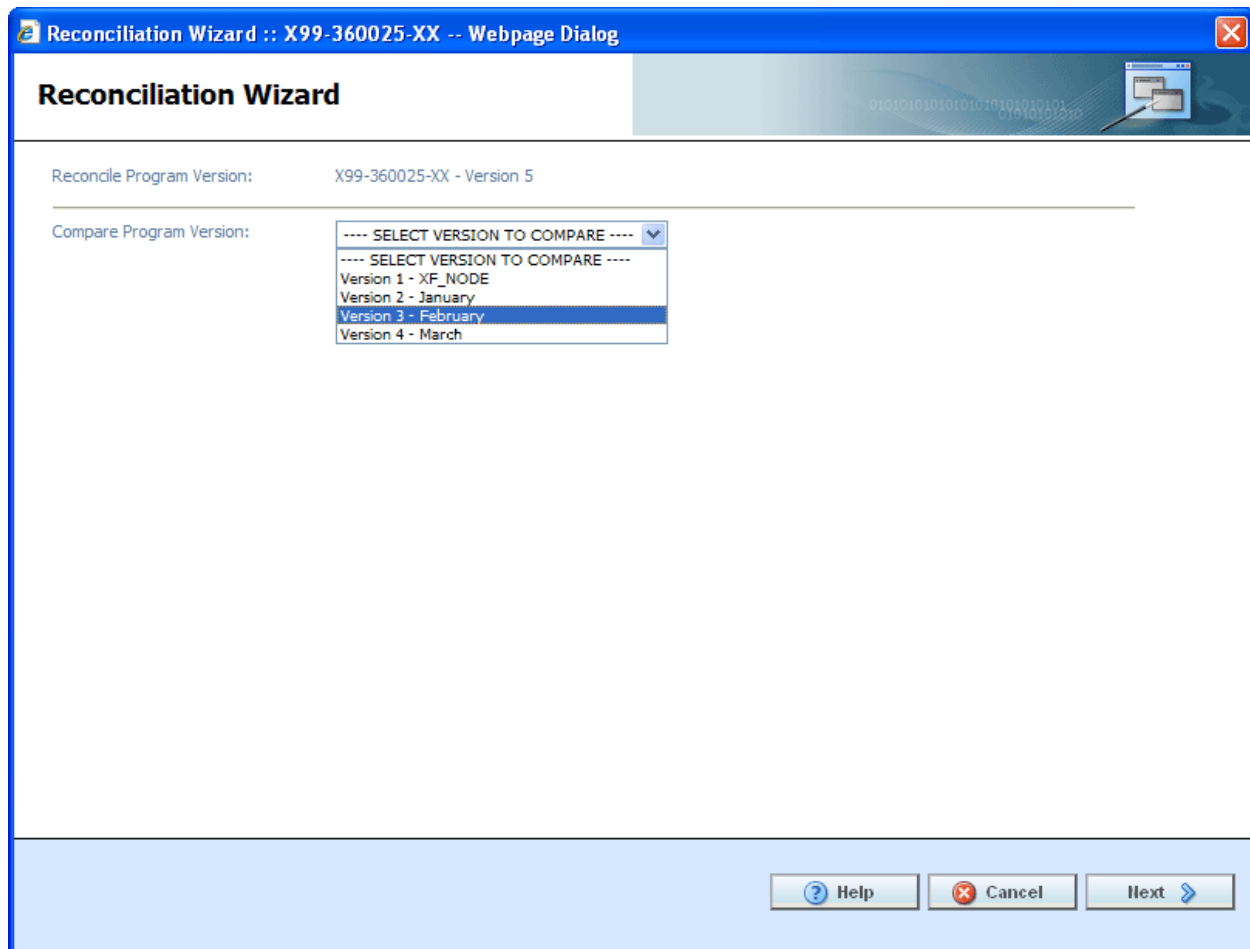 Reconciliation Wizard :: X99-360025-XX -- Webpage Dialog
Reconciliation Wizard
Reconcile Program Version: X99-360025-XX - Version 5
Compare Program Version: ---- SELECT VERSION TO COMPARE ----
---- SELECT VERSION TO COMPARE ----
Version 1 - XF_NODE
Version 2 - January
Version 3 - February
Version 4 - March
Help Cancel Next